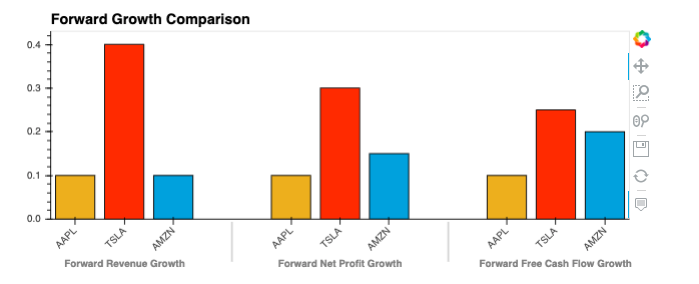 Forward Growth Comparison
0.4
0.3
0.2
0.1
0.0
AAPL TSLA AMZN AAPL TSLA AMZN AAPL TSLA AMZN
Forward Revenue Growth Forward Net Profit Growth Forward Free Cash Flow Growth